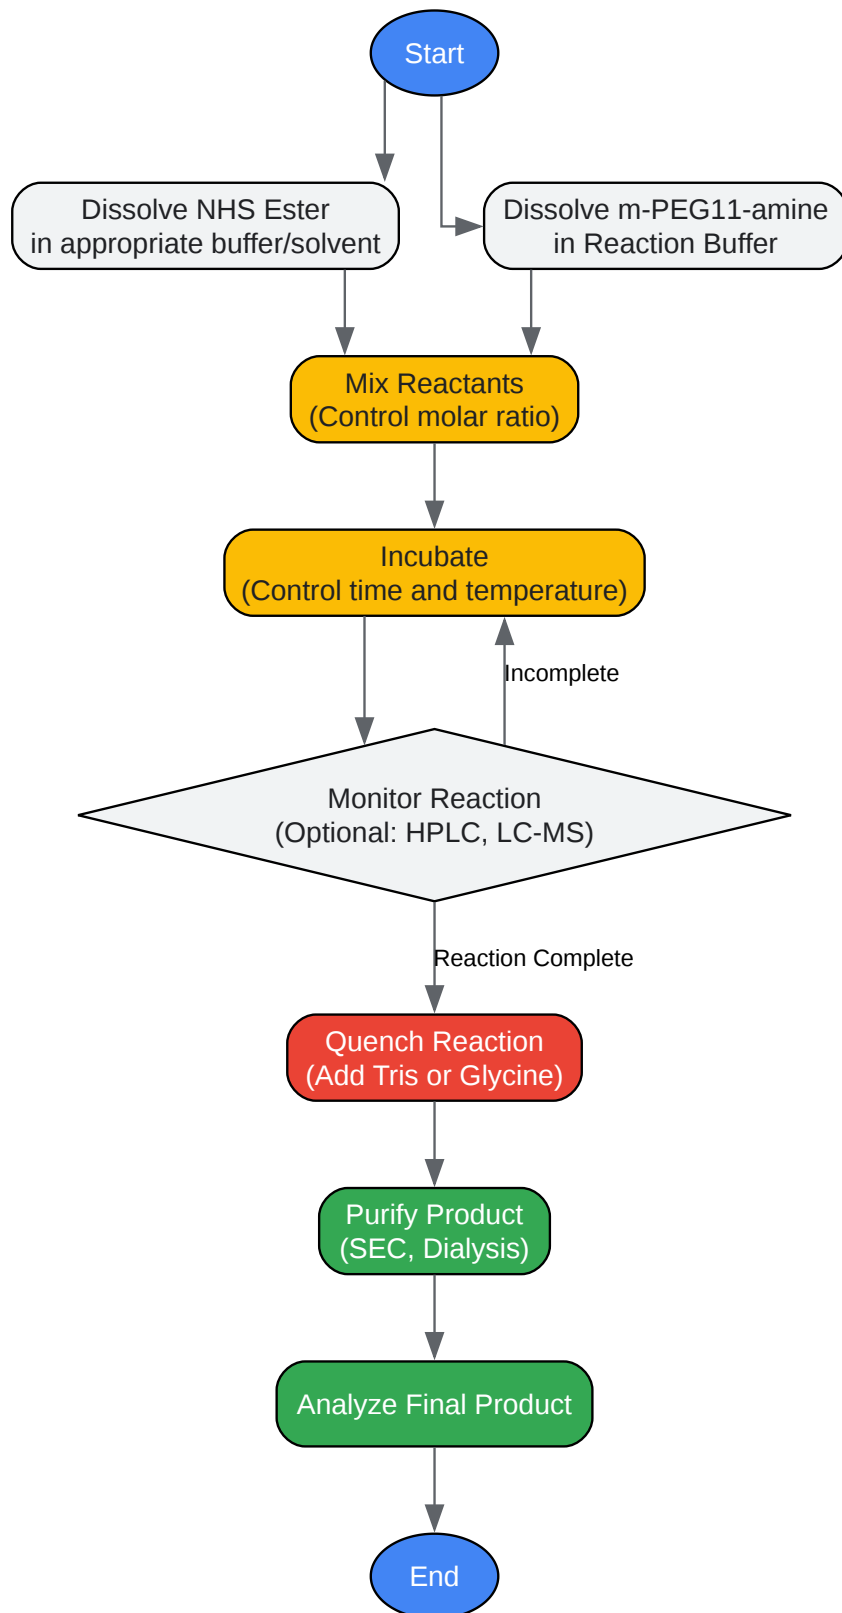 Start
Dissolve NHS Ester
in appropriate buffer/solvent
Dissolve m-PEG11-amine
in Reaction Buffer
Mix Reactants
(Control molar ratio)
Incubate
(Control time and temperature)
Incomplete
Monitor Reaction
(Optional: HPLC, LC-MS)
Reaction Complete
Quench Reaction
(Add Tris or Glycine)
Purify Product
(SEC, Dialysis)
Analyze Final Product
End